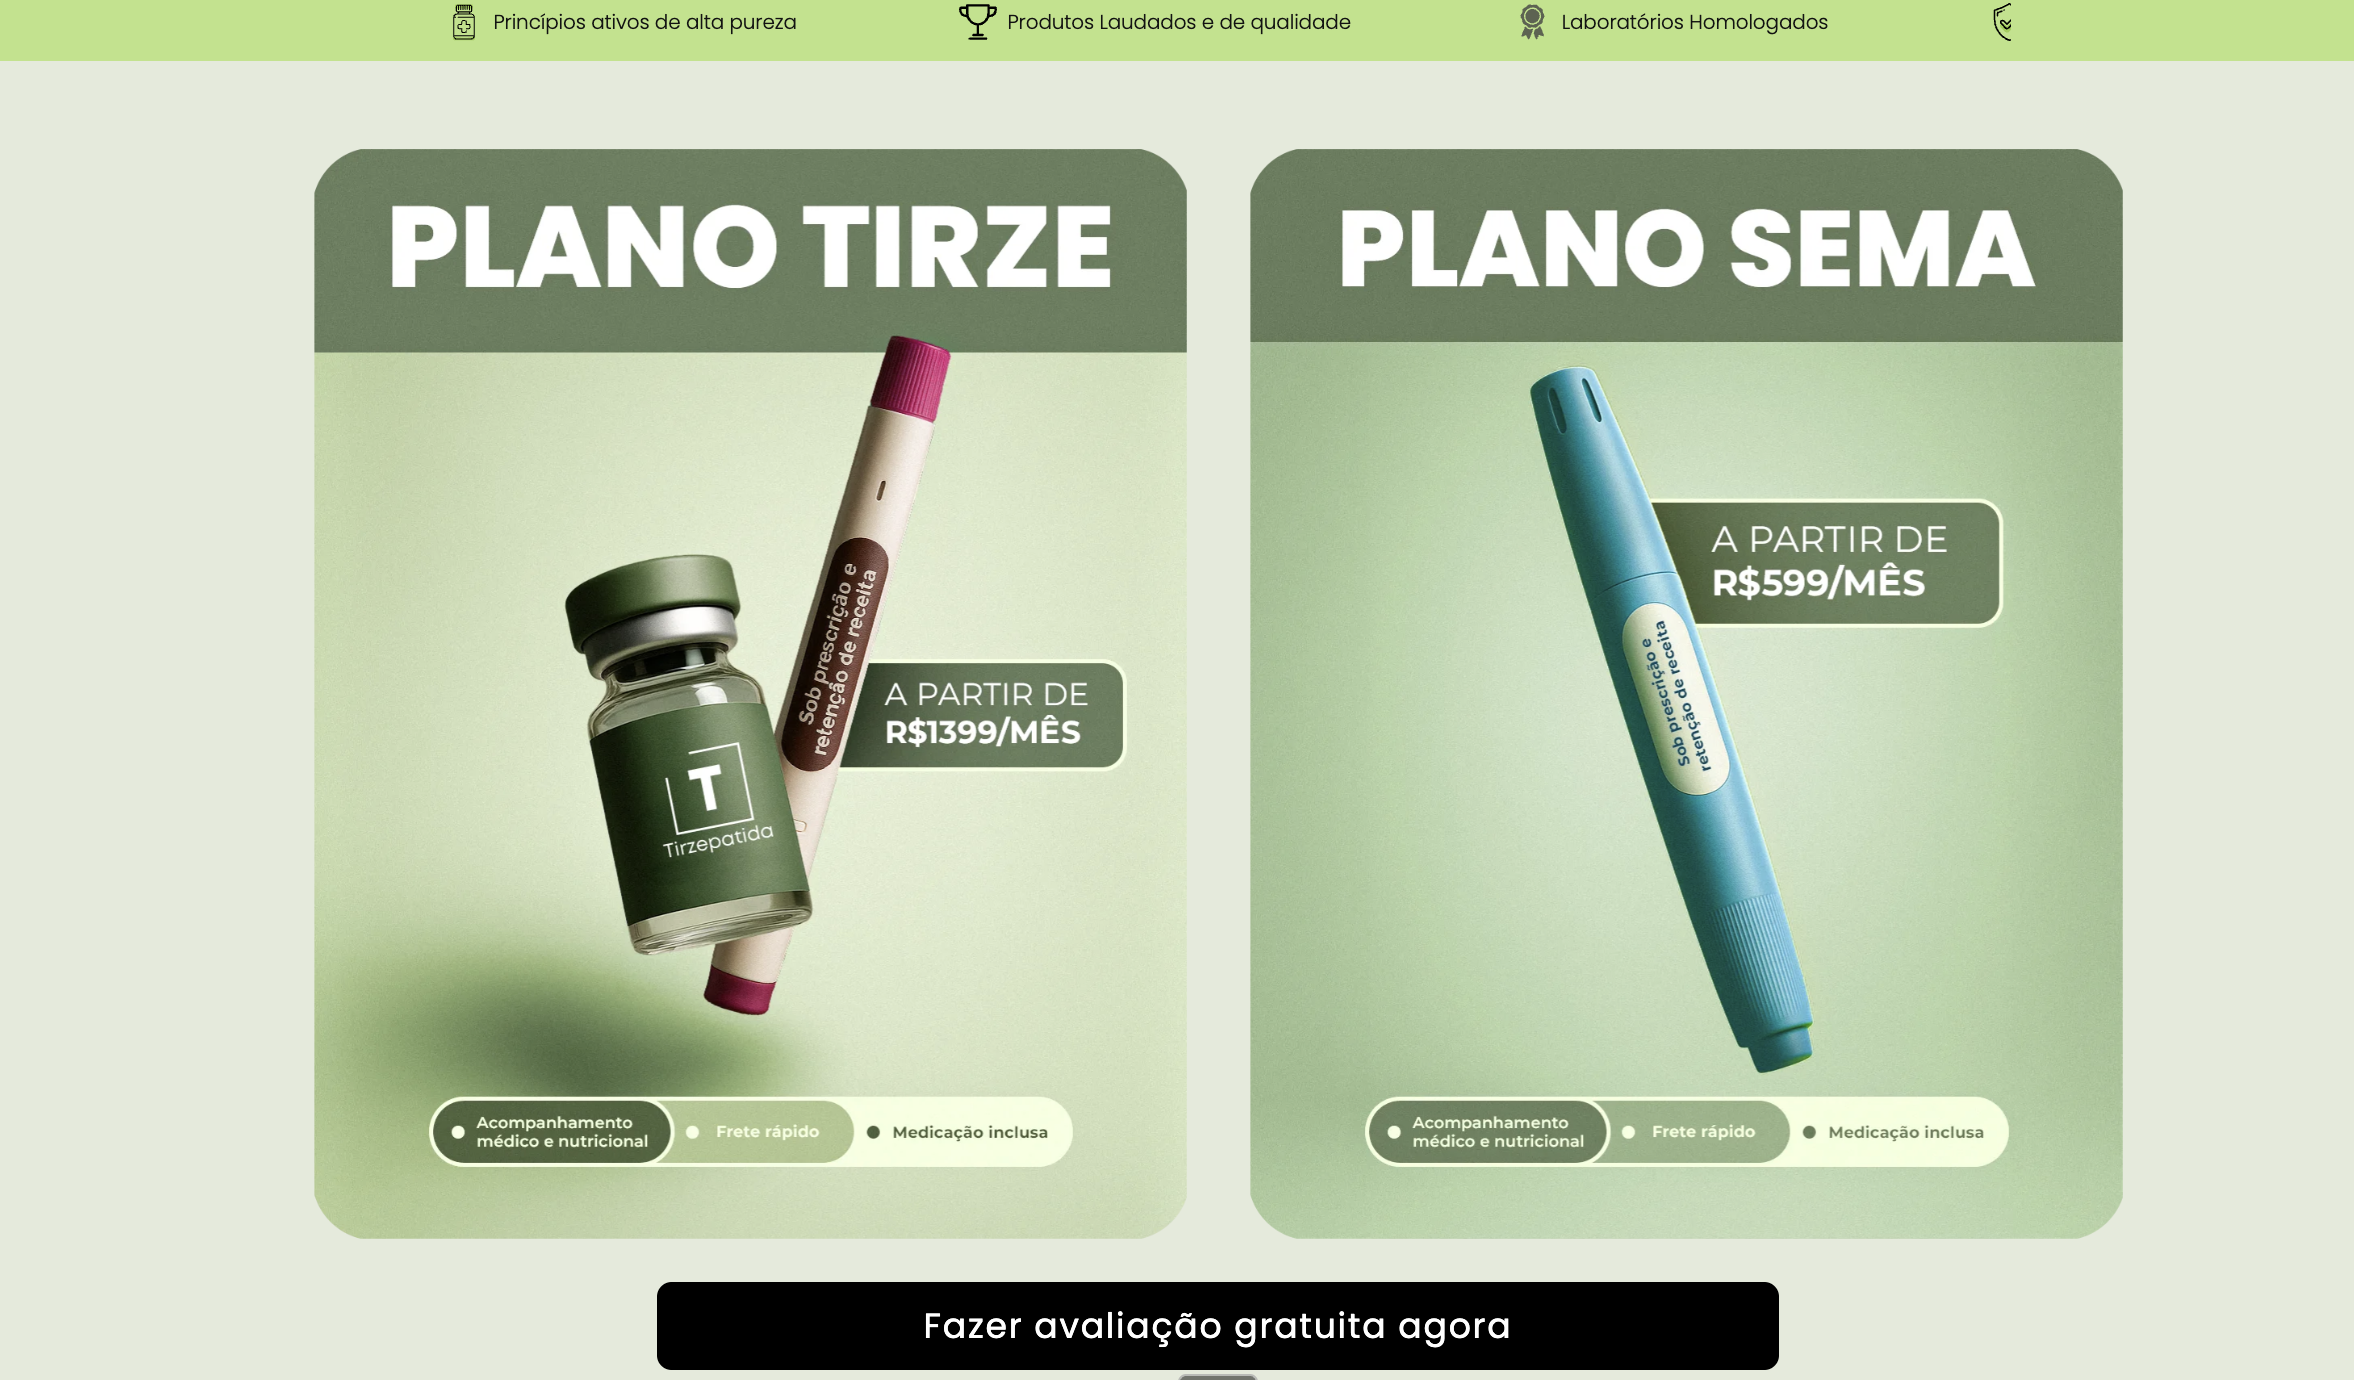 Princípios ativos de alta pureza
Produtos Laudados e de qualidade
Laboratórios Homologados
PLANO TIRZE
Sob prescrição e
retenção de receita
A PARTIR DE
R$1399/MÊS
T
Tirzepatida
Acompanhamento
médico e nutricional
Frete rápido
Medicação inclusa
PLANO SEMA
A PARTIR DE
R$599/MÊS
Sob prescrição e
retenção de receita
Acompanhamento
médico e nutricional
Frete rápido
Medicação inclusa
Fazer avaliação gratuita agora